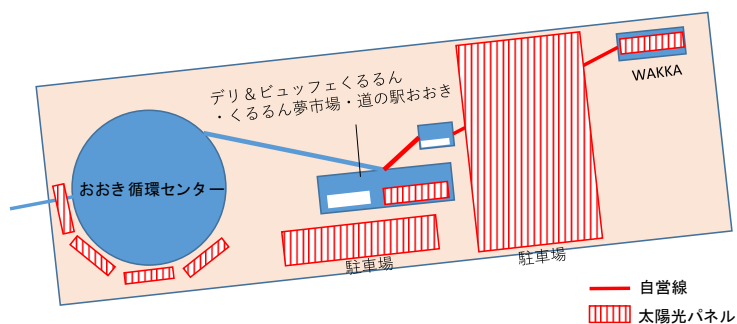 デリ＆ビュッフェくるるん
・くるるん夢市場・道の駅おおき
WAKKA
おおき循環センター
駐車場
駐車場
自営線
太陽光パネル